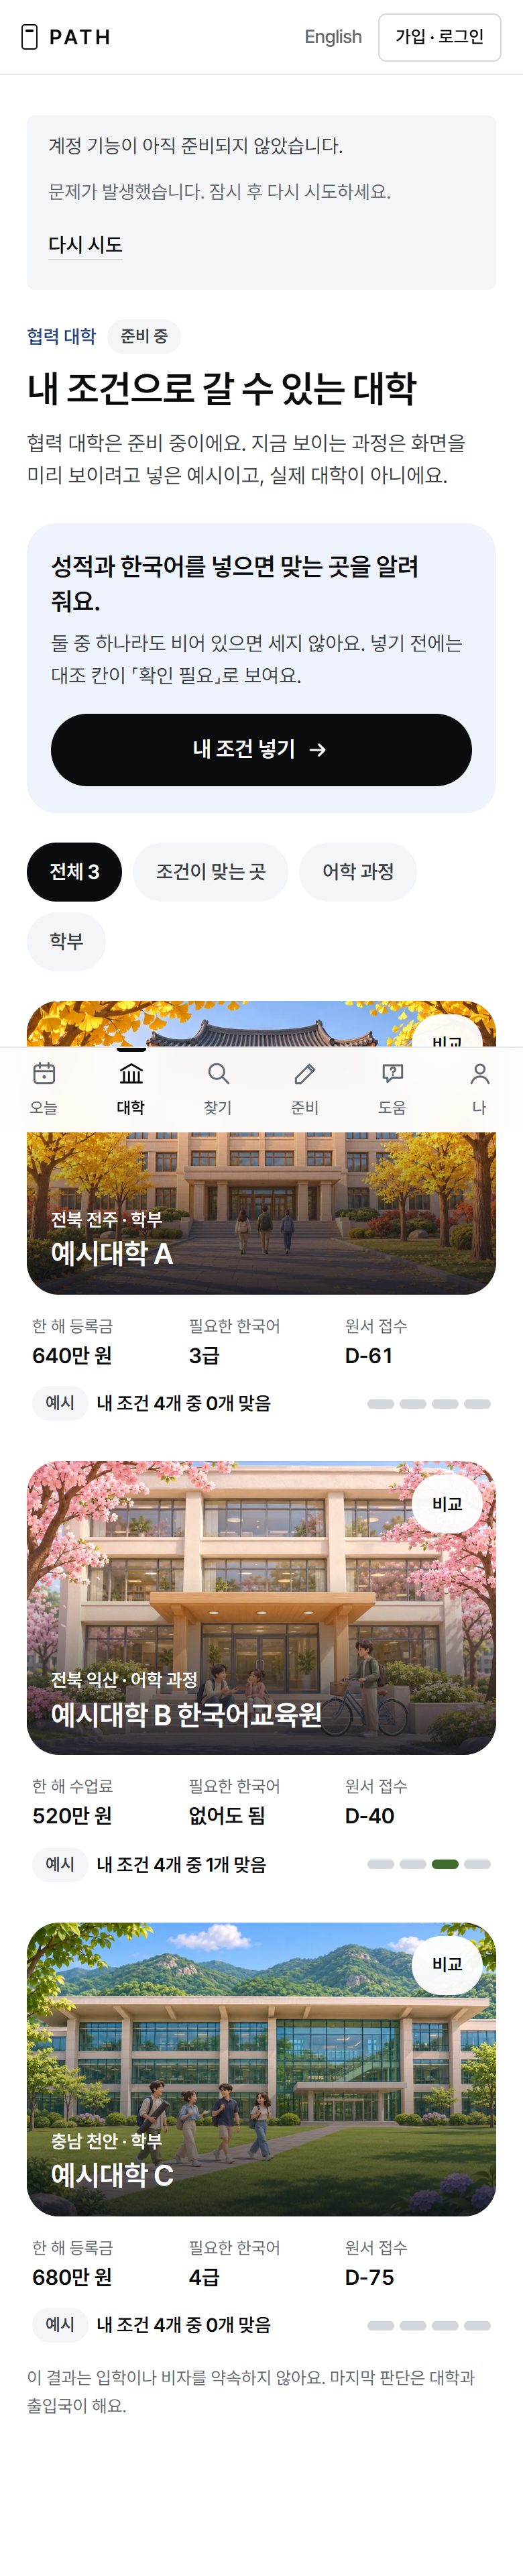 PATH
English
가입 · 로그인
계정 기능이 아직 준비되지 않았습니다.
문제가 발생했습니다. 잠시 후 다시 시도하세요.
다시 시도
협력 대학
준비 중
내 조건으로 갈 수 있는 대학
협력 대학은 준비 중이에요. 지금 보이는 과정은 화면을
미리 보이려고 넣은 예시이고, 실제 대학이 아니에요.
성적과 한국어를 넣으면 맞는 곳을 알려
줘요.
둘 중 하나라도 비어 있으면 세지 않아요. 넣기 전에는
대조 칸이 「확인 필요」로 보여요.
내 조건 넣기 →
전체 3
조건이 맞는 곳
어학 과정
학부
비교
오늘
대학
찾기
준비
도움
나
전북 전주 · 학부
예시대학 A
한 해 등록금
필요한 한국어
원서 접수
640만 원
3급
D-61
예시
내 조건 4개 중 0개 맞음
비교
전북 익산 · 어학 과정
예시대학 B 한국어교육원
한 해 수업료
필요한 한국어
원서 접수
520만 원
없어도 됨
D-40
예시
내 조건 4개 중 1개 맞음
비교
충남 천안 · 학부
예시대학 C
한 해 등록금
필요한 한국어
원서 접수
680만 원
4급
D-75
예시
내 조건 4개 중 0개 맞음
이 결과는 입학이나 비자를 약속하지 않아요. 마지막 판단은 대학과
출입국이 해요.